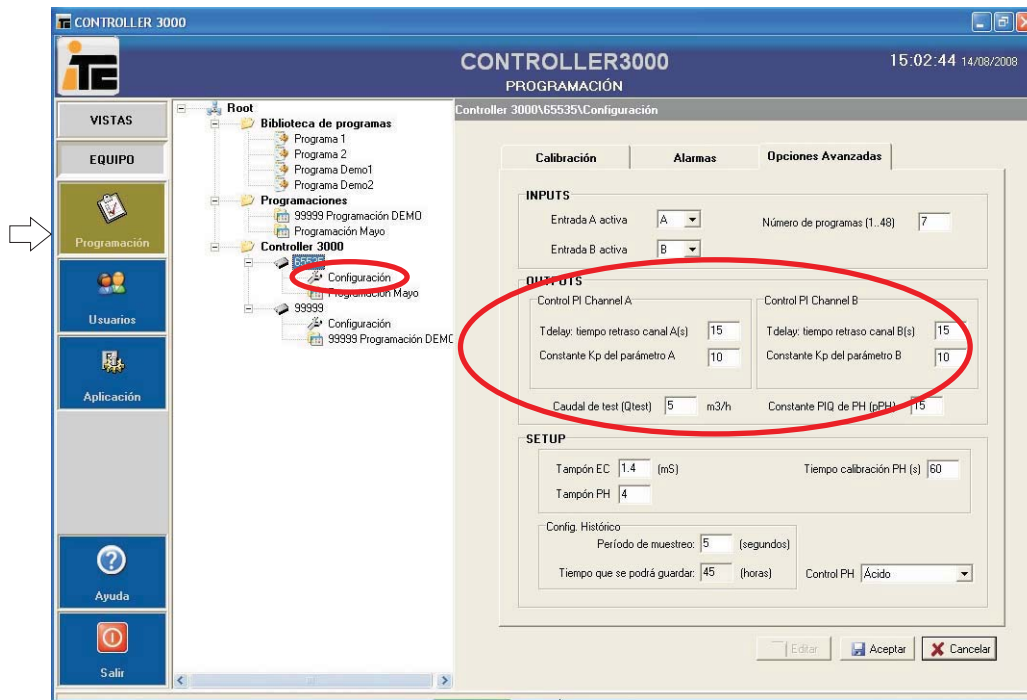 CONTROLLER 3000
iTC
CONTROLLER3000
PROGRAMACIÓN
15:02:44 14/08/2008
VISTAS
EQUIPO
Programación
Usuarios
Aplicación
Ayuda
Salir
Root
Biblioteca de programas
Programa 1
Programa 2
Programa Demo1
Programa Demo2
Programaciones
99999 Programación DEMO
Programación Mayo
Controller 3000
65535
Configuración
Programación Mayo
99999
Configuración
99999 Programación DEMO
Controller 3000\65535\Configuración
Calibración Alarmas Opciones Avanzadas
INPUTS
Entrada A activa A Número de programas (1..48) 7
Entrada B activa B
OUTPUTS
Control PI Channel A Control PI Channel B
Tdelay: tiempo retraso canal A(s) 15 Tdelay: tiempo retraso canal B(s) 15
Constante Kp del parámetro A 10 Constante Kp del parámetro B 10
Caudal de test (Qtest) 5 m3/h Constante PIQ de PH (pPH) 15
SETUP
Tampón EC 1.4 (mS) Tiempo calibración PH (s) 60
Tampón PH 4
Config. Histórico
Período de muestreo: 5 (segundos)
Tiempo que se podrá guardar: 45 (horas) Control PH Ácido
Editar Aceptar Cancelar